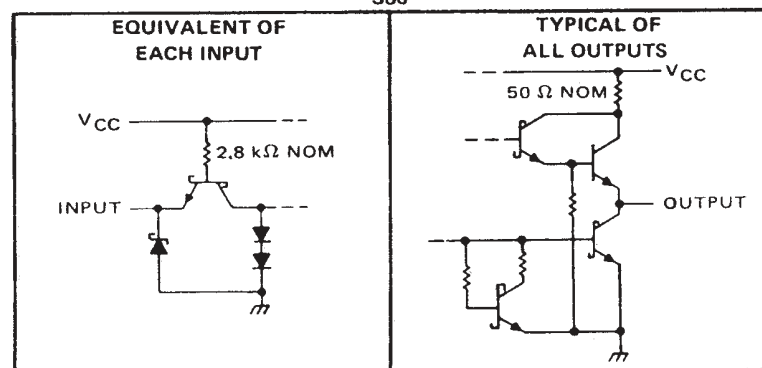 EQUIVALENT OF
EACH INPUT
VCC
2.8 kΩ NOM
INPUT
TYPICAL OF
ALL OUTPUTS
VCC
50 Ω NOM
OUTPUT